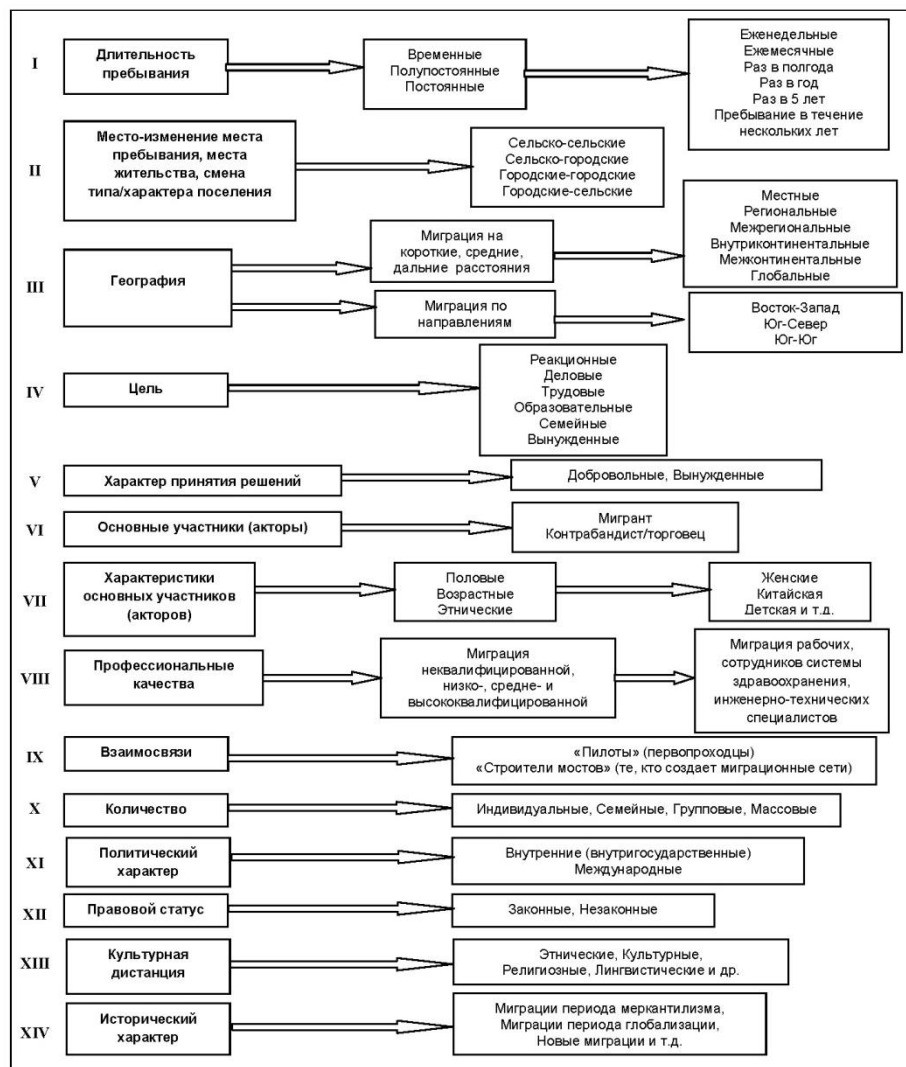 I
Длительность
пребывания
Временные
Полупостоянные
Постоянные
Еженедельные
Ежемесячные
Раз в полгода
Раз в год
Раз в 5 лет
Пребывание в течение
нескольких лет
II
Место-изменение места
пребывания, места
жительства, смена
типа/характера поселения
Сельско-сельские
Сельско-городские
Городские-городские
Городские-сельские
III
География
Миграция на
короткие, средние,
дальние расстояния
Местные
Региональные
Межрегиональные
Внутриконтинентальные
Межконтинентальные
Глобальные
Миграция по
направлениям
Восток-Запад
Юг-Север
Юг-Юг
IV
Цель
Реакционные
Деловые
Трудовые
Образовательные
Семейные
Вынужденные
V
Характер принятия решений
Добровольные, Вынужденные
VI
Основные участники (акторы)
Мигрант
Контрабандист/торговец
VII
Характеристики
основных участников
(акторов)
Половые
Возрастные
Этнические
Женские
Китайская
Детская и т.д.
VIII
Профессиональные
качества
Миграция
неквалифицированной,
низко-, средне- и
высококвалифицированной
Миграция рабочих,
сотрудников системы
здравоохранения,
инженерно-технических
специалистов
IX
Взаимосвязи
«Пилоты» (первопроходцы)
«Строители мостов» (те, кто создает миграционные сети)
X
Количество
Индивидуальные, Семейные, Групповые, Массовые
XI
Политический
характер
Внутренние (внутригосударственные)
Международные
XII
Правовой статус
Законные, Незаконные
XIII
Культурная
дистанция
Этнические, Культурные,
Религиозные, Лингвистические и др.
XIV
Исторический
характер
Миграции периода меркантилизма,
Миграции периода глобализации,
Новые миграции и т.д.